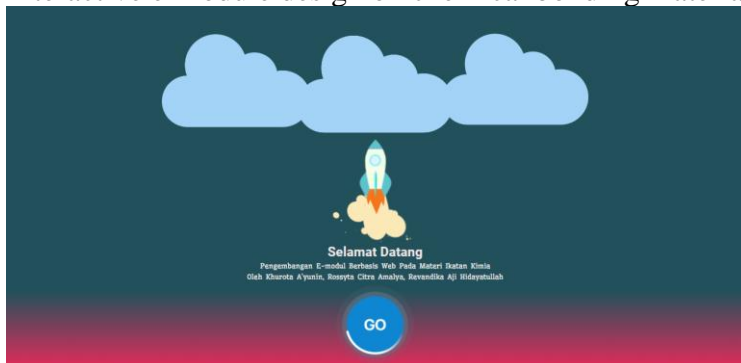 Selamat Datang
Pengembangan E-modul Berbasis Web Pada Materi Ikatan Kimia
Oleh Khurota A'yunin, Rossyta Citra Amalya, Revandika Aji Hidayatullah
GO